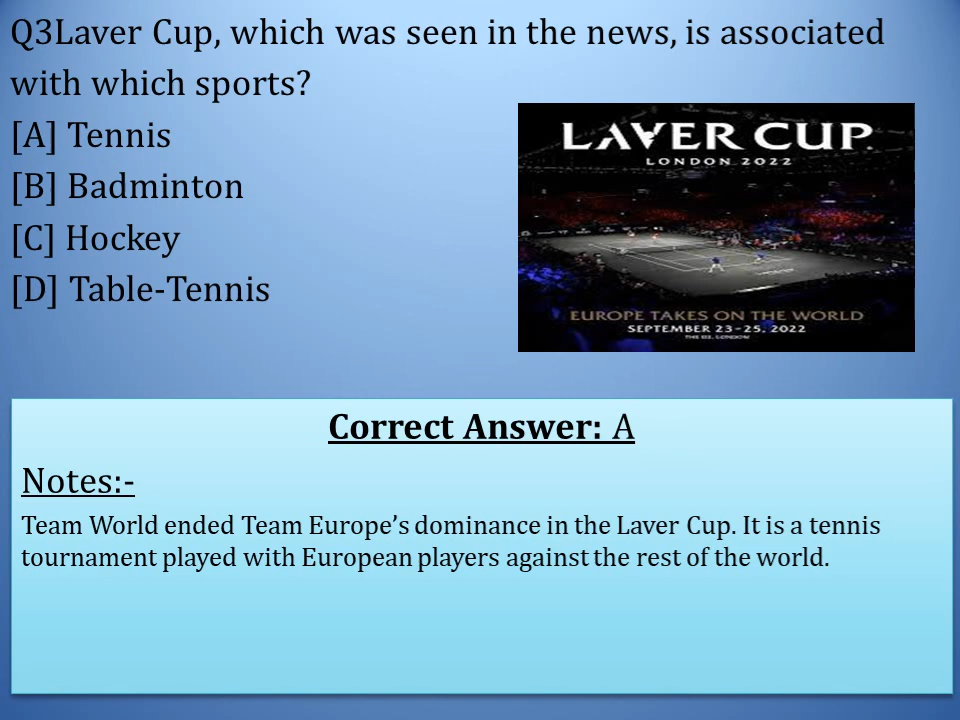 Q3Laver Cup, which was seen in the news, is associated
with which sports?
[A] Tennis
[B] Badminton
[C] Hockey
[D] Table-Tennis
LAVER CUP
LONDON 2022
EUROPE TAKES ON THE WORLD
SEPTEMBER 23-25, 2022
THE O2, LONDON
Correct Answer: A
Notes:-
Team World ended Team Europe’s dominance in the Laver Cup. It is a tennis
tournament played with European players against the rest of the world.